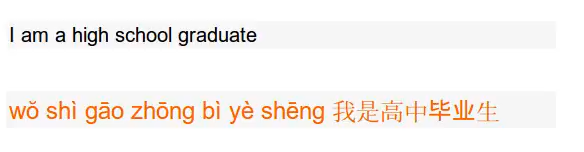 I am a high school graduate
wǒ shì gāo zhōng bì yè shēng 我是高中毕业生